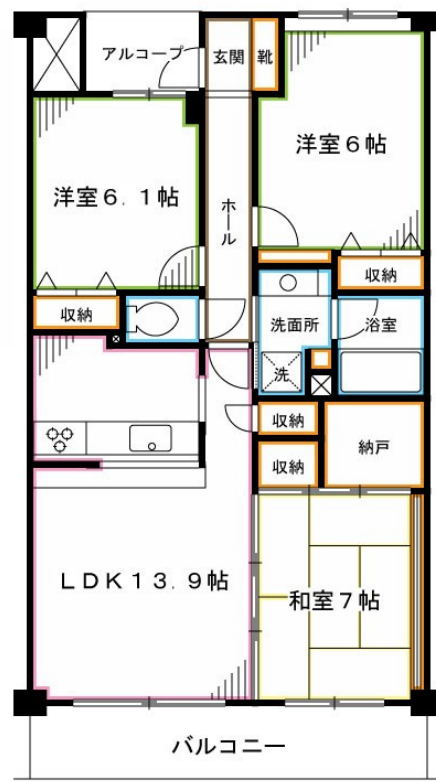 アルコーブ
玄関
靴
洋室6帖
洋室6.1帖
ホール
収納
収納
洗面所
浴室
洗
収納
収納
納戸
LDK13.9帖
和室7帖
バルコニー